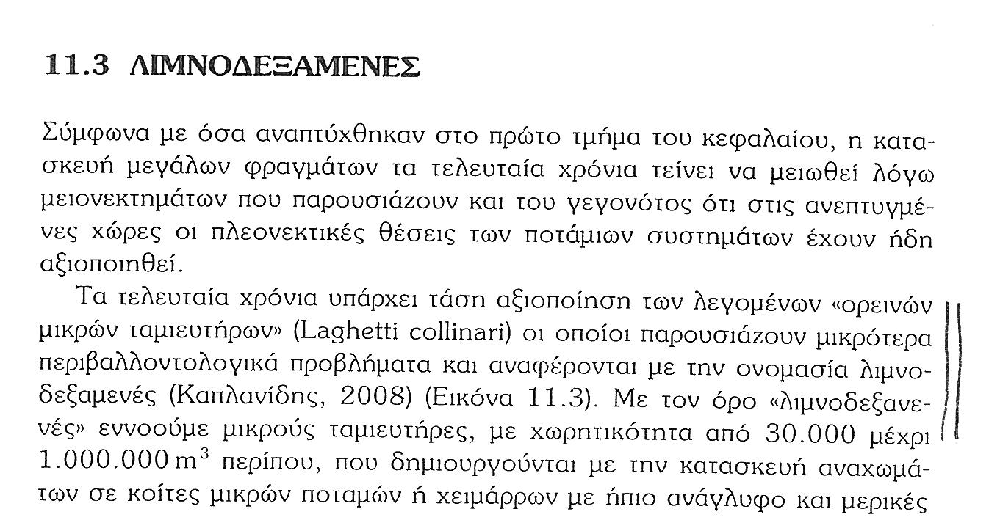 11.3 ΛΙΜΝΟΔΕΞΑΜΕΝΕΣ
Σύμφωνα με όσα αναπτύχθηκαν στο πρώτο τμήμα του κεφαλαίου, η κατα-
σκευή μεγάλων φραγμάτων τα τελευταία χρόνια τείνει να μειωθεί λόγω
μειονεκτημάτων που παρουσιάζουν και του γεγονότος ότι στις ανεπτυγμέ-
νες χώρες οι πλεονεκτικές θέσεις των ποτάμιων συστημάτων έχουν ήδη
αξιοποιηθεί.
Τα τελευταία χρόνια υπάρχει τάση αξιοποίηση των λεγομένων «ορεινών
μικρών ταμιευτήρων» (Laghetti collinari) οι οποίοι παρουσιάζουν μικρότερα
περιβαλλοντολογικά προβλήματα και αναφέρονται με την ονομασία λιμνο-
δεξαμενές (Καπλανίδης, 2008) (Εικόνα 11.3). Με τον όρο «λιμνοδεξανε-
νές» εννοούμε μικρούς ταμιευτήρες, με χωρητικότητα από 30.000 μέχρι
1.000.000 m³ περίπου, που δημιουργούνται με την κατασκευή αναχωμά-
των σε κοίτες μικρών ποταμών ή χειμάρρων με ήπιο ανάγλυφο και μερικές